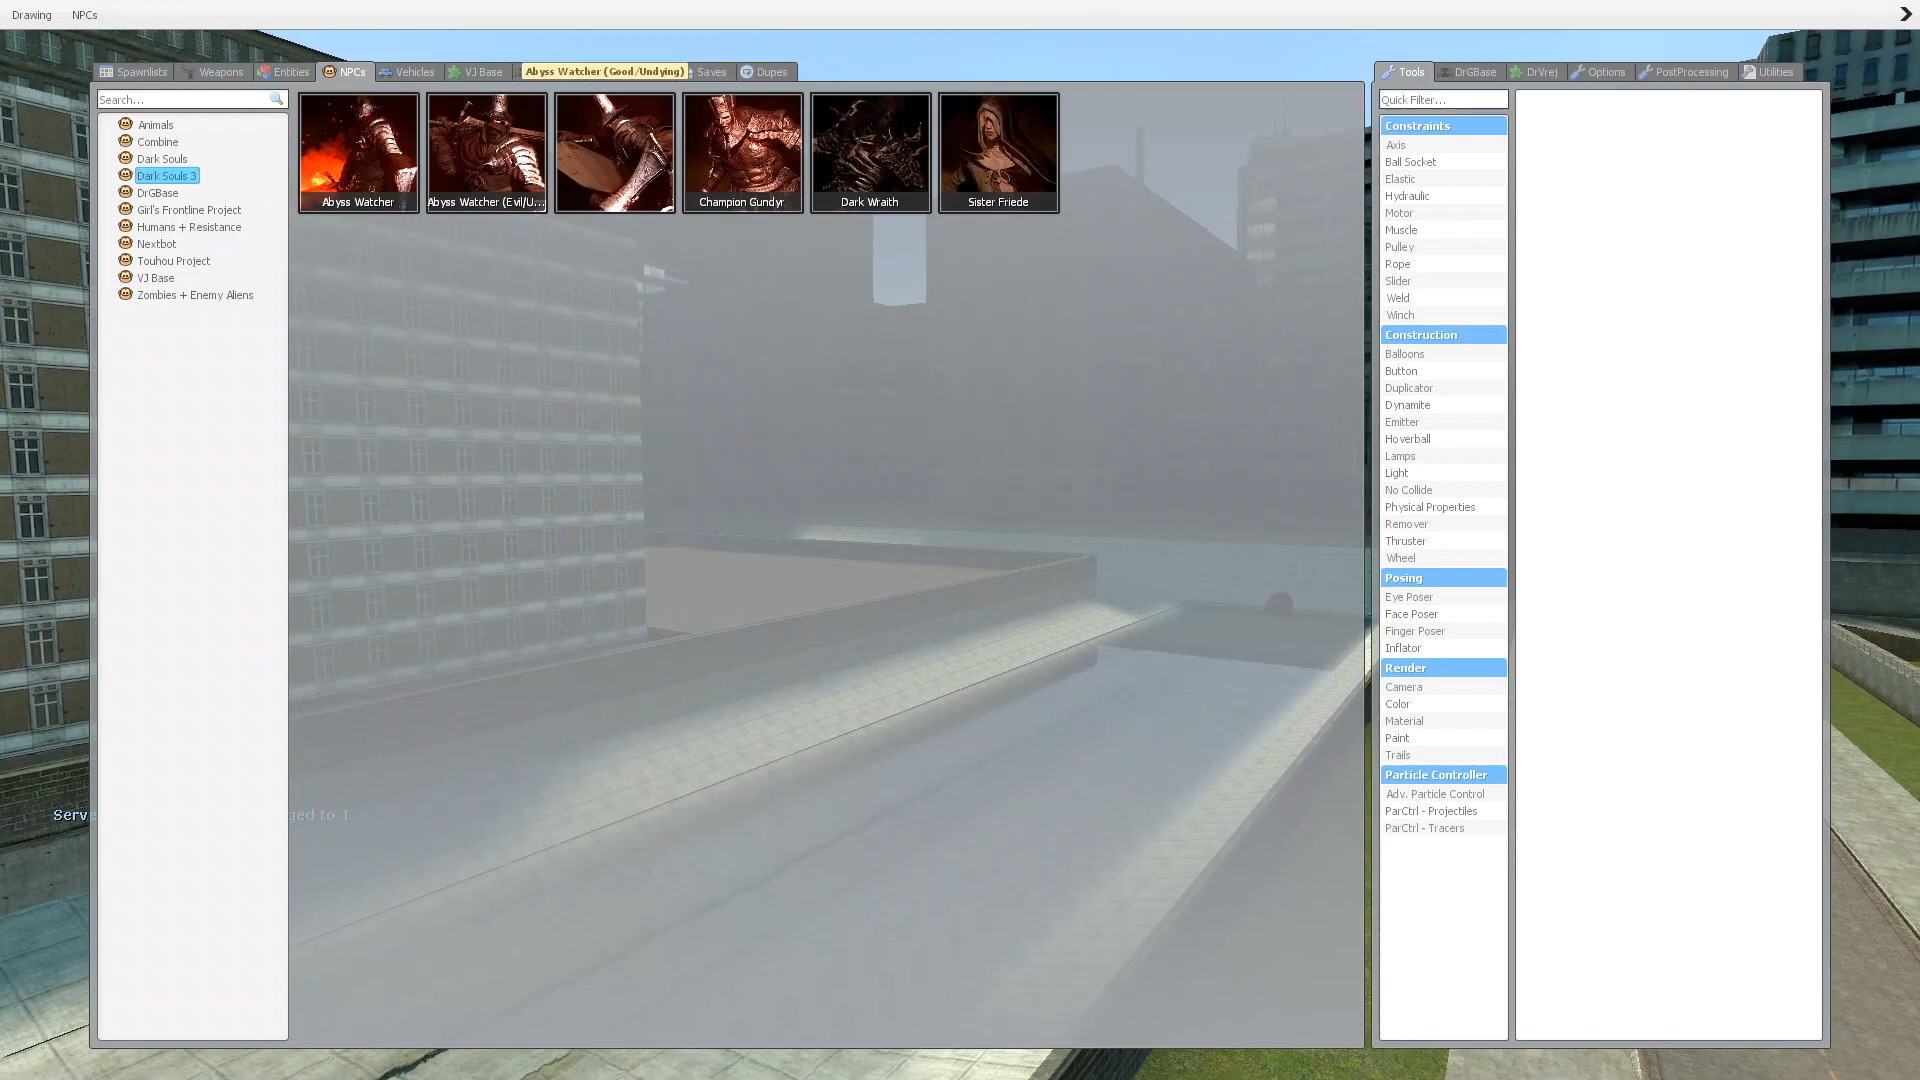 Drawing NPCs
Spawnlists Weapons Entities NPCs Vehicles VJ Base Abyss Watcher (Good/Undying) Saves Dupes
Search...
Animals
Combine
Dark Souls
Dark Souls 3
DrGBase
Girl's Frontline Project
Humans + Resistance
Nextbot
Touhou Project
VJ Base
Zombies + Enemy Aliens
Abyss Watcher
Abyss Watcher (Evil/U...
Champion Gundyr
Dark Wraith
Sister Friede
Serve
ged to 1
Tools DrGBase DrVrej Options PostProcessing Utilities
Quick Filter...
Constraints
Axis
Ball Socket
Elastic
Hydraulic
Motor
Muscle
Pulley
Rope
Slider
Weld
Winch
Construction
Balloons
Button
Duplicator
Dynamite
Emitter
Hoverball
Lamps
Light
No Collide
Physical Properties
Remover
Thruster
Wheel
Posing
Eye Poser
Face Poser
Finger Poser
Inflator
Render
Camera
Color
Material
Paint
Trails
Particle Controller
Adv. Particle Control
ParCtrl - Projectiles
ParCtrl - Tracers